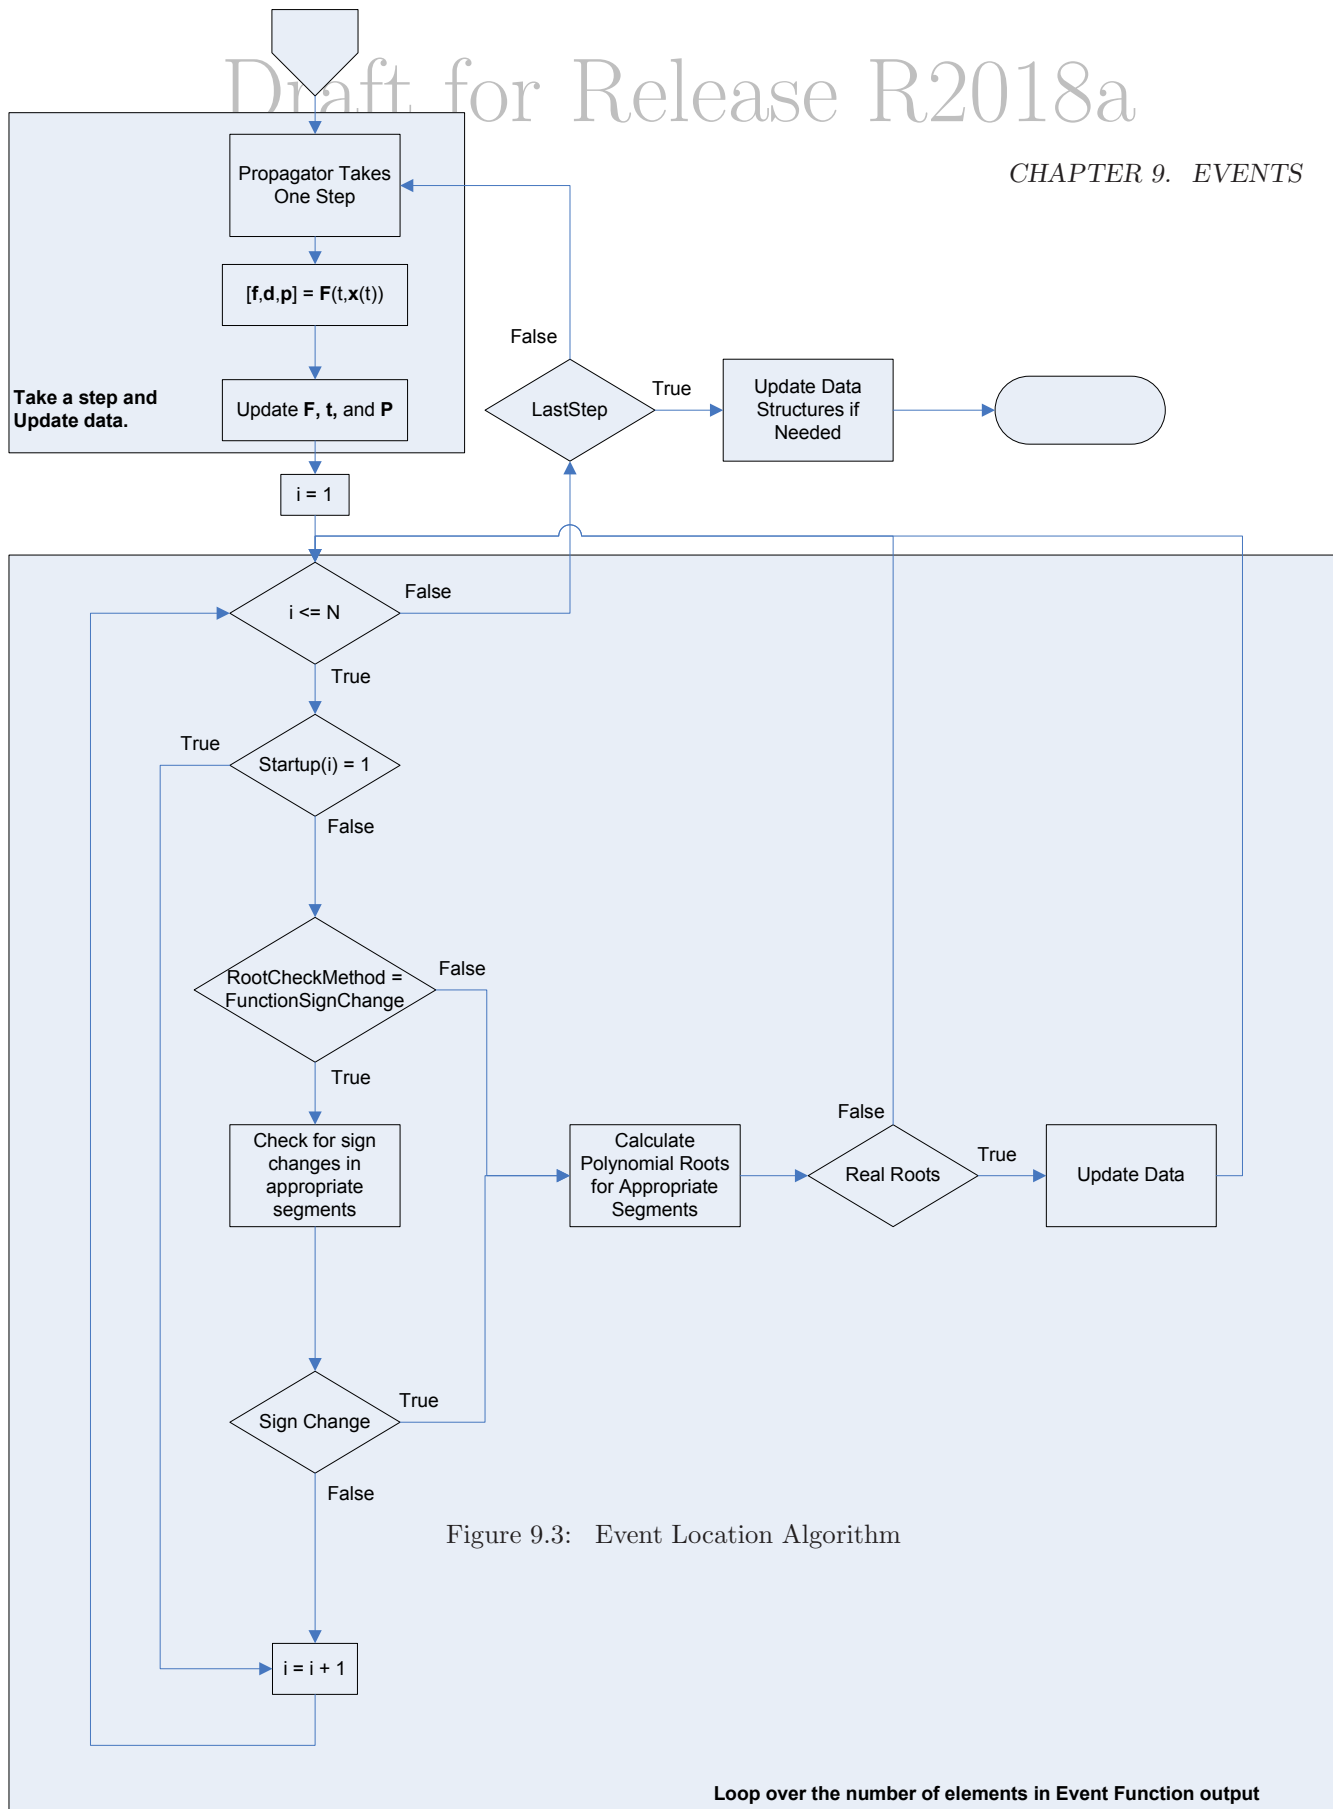 Draft for Release R2018a
CHAPTER 9. EVENTS
Propagator Takes
One Step
[f,d,p] = F(t,x(t))
Update F, t, and P
Take a step and
Update data.
i = 1
False
LastStep
True
Update Data
Structures if
Needed
i <= N
False
True
True
Startup(i) = 1
False
RootCheckMethod =
FunctionSignChange
False
True
Check for sign
changes in
appropriate
segments
Calculate
Polynomial Roots
for Appropriate
Segments
False
Real Roots
True
Update Data
Sign Change
True
False
Figure 9.3: Event Location Algorithm
i = i + 1
Loop over the number of elements in Event Function output